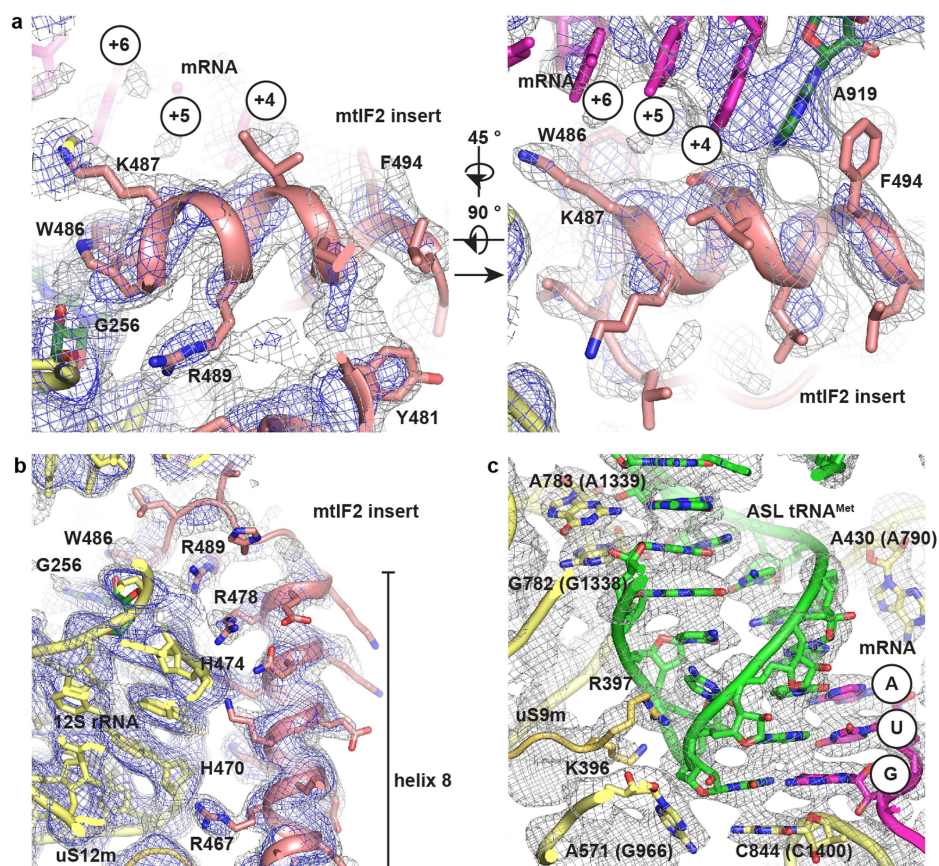 a
+6
mRNA
+5
+4
mtIF2 insert
K487
F494
W486
G256
R489
Y481
45 °
90 °
mRNA
+6
+5
+4
A919
W486
K487
F494
mtIF2 insert
b
mtIF2 insert
W486
R489
G256
R478
H474
12S rRNA
H470
helix 8
R467
uS12m
c
A783 (A1339)
ASL tRNAMet
A430 (A790)
G782 (G1338)
mRNA
A
R397
uS9m
U
K396
G
A571 (G966)
C844 (C1400)